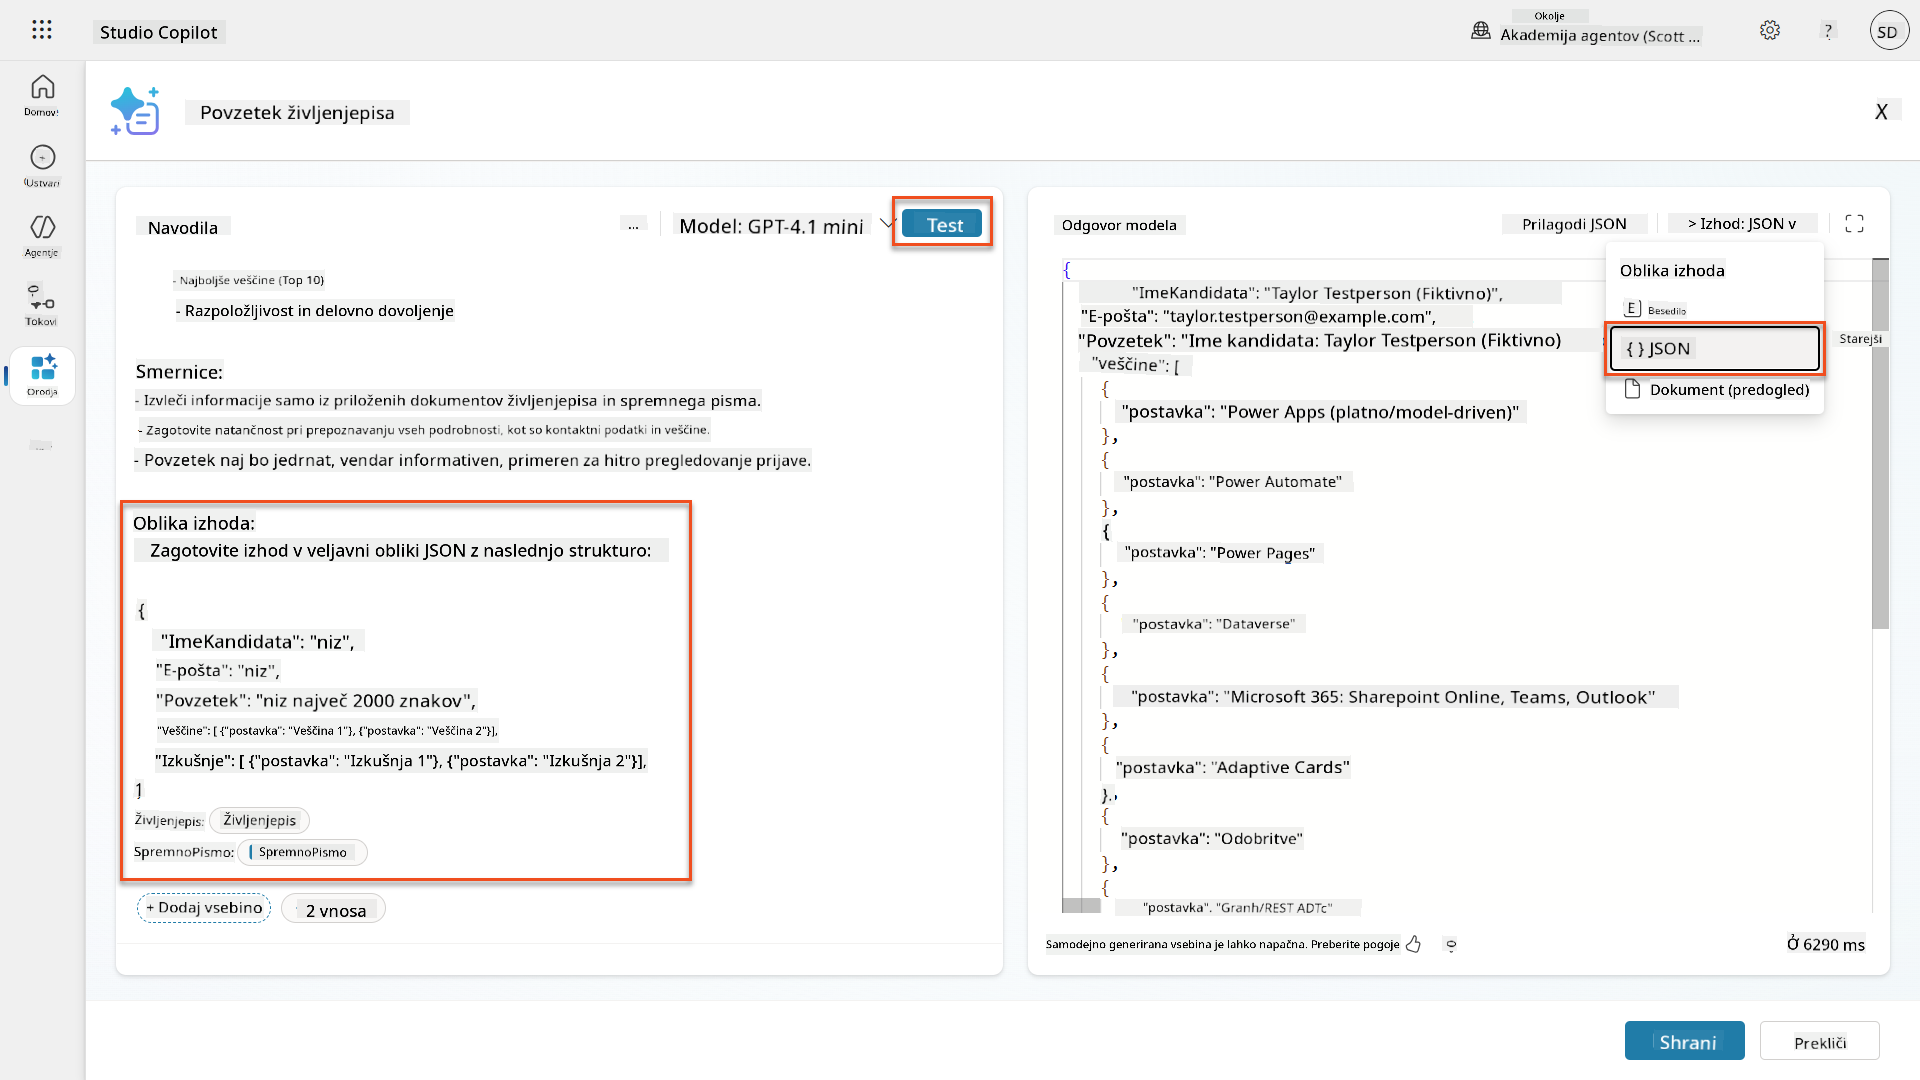 Studio Copilot
Okolje
Akademija agentov (Scott ...
?
SD
Domov
Ustvari
Agentje
Tokovi
Orodja
...
Povzetek življenjepisa
X
Navodila
...
Model: GPT-4.1 mini
Test
- Najboljše veščine (Top 10)
- Razpoložljivost in delovno dovoljenje
Smernice:
- Izvleči informacije samo iz priloženih dokumentov življenjepisa in spremnega pisma.
- Zagotovite natančnost pri prepoznavanju vseh podrobnosti, kot so kontaktni podatki in veščine.
- Povzetek naj bo jedrnat, vendar informativen, primeren za hitro pregledovanje prijave.
Oblika izhoda:
Zagotovite izhod v veljavni obliki JSON z naslednjo strukturo:
{
"ImeKandidata": "niz",
"E-pošta": "niz",
"Povzetek": "niz največ 2000 znakov",
"Veščine": [ {"postavka": "Veščina 1"}, {"postavka": "Veščina 2"}],
"Izkušnje": [ {"postavka": "Izkušnja 1"}, {"postavka": "Izkušnja 2"}],
}
Življenjepis: Življenjepis
SpremnoPismo: SpremnoPismo
+ Dodaj vsebino
2 vnosa
Odgovor modela
Prilagodi JSON
> Izhod: JSON v
Oblika izhoda
E Besedilo
{ } JSON
Dokument (predogled)
Starejši
{
"ImeKandidata": "Taylor Testperson (Fiktivno)",
"E-pošta": "taylor.testperson@example.com",
"Povzetek": "Ime kandidata: Taylor Testperson (Fiktivno)
"veščine": [
{
"postavka": "Power Apps (platno/model-driven)"
},
{
"postavka": "Power Automate"
},
{
"postavka": "Power Pages"
},
{
"postavka": "Dataverse"
},
{
"postavka": "Microsoft 365: Sharepoint Online, Teams, Outlook"
},
{
"postavka": "Adaptive Cards"
},
{
"postavka": "Odobritve"
},
{
"postavka".
Samodejno generirana vsebina je lahko napačna. Preberite pogoje
6290 ms
Shrani
Prekliči